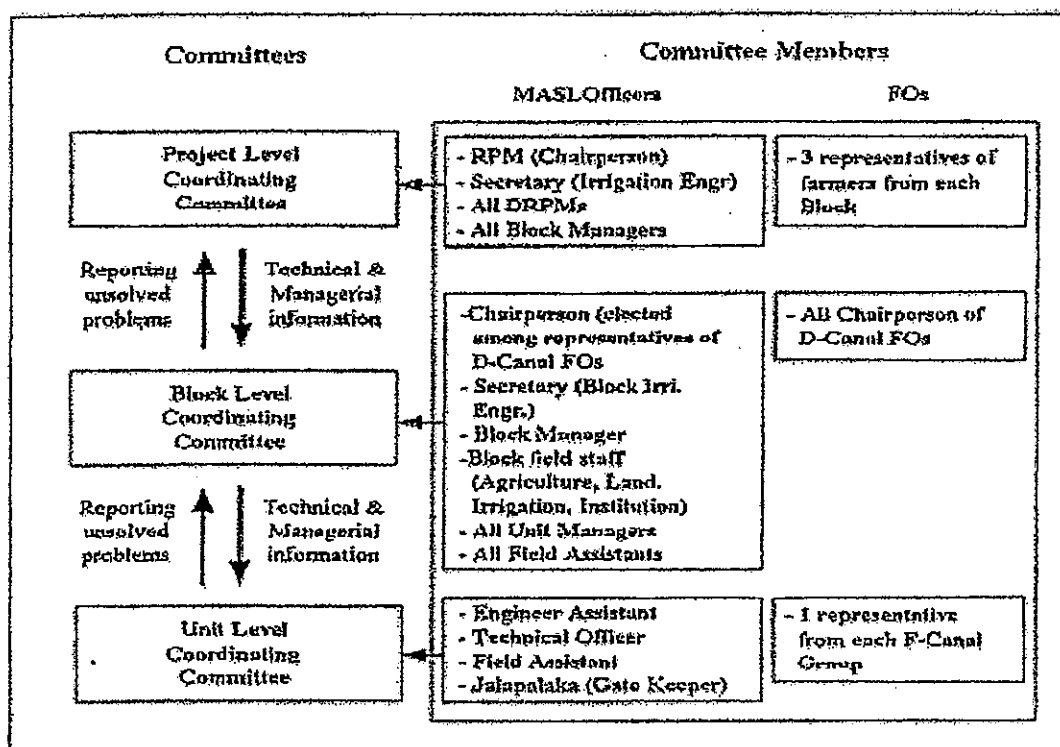 Committees
Committee Members
MASLOfficers
FOs
Project Level
Coordinating
Committee
- RPM (Chairperson)
- Secretary (Irrigation Engr)
- All DRPMs
- All Block Managers
- 3 representatives of
farmers from each
Block
Reporting
unsolved
problems
Technical &
Managerial
information
Block Level
Coordinating
Committee
-Chairperson (elected
among representatives of
D-Canal FOs
- Secretary (Block Irri.
Engr.)
- Block Manager
-Block field staff
(Agriculture, Land.
Irrigation, Institution)
- All Unit Managers
- All Field Assistants
- All Chairperson of
D-Canal FOs
Reporting
unsolved
problems
Technical &
Managerial
information
Unit Level
Coordinating
Committee
- Engineer Assistant
- Technical Officer
- Field Assistant
- Jalapalaka (Gate Keeper)
- 1 representative
from each F-Canal
Group